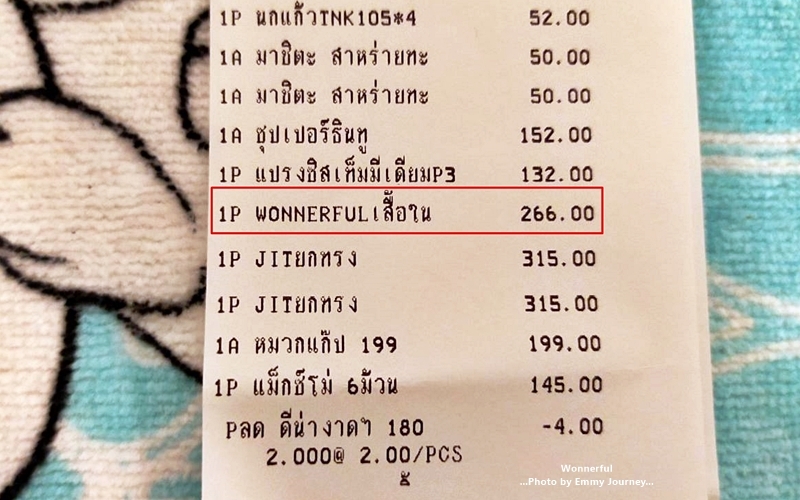 1P นกแก้วTNK105*4 52.00
1A มาชิตะ สาหร่ายทะ 50.00
1A มาชิตะ สาหร่ายทะ 50.00
1A ซุปเปอร์ธินทู 152.00
1P แปรงซิสเท็มมีเดียมP3 132.00
1P WONNERFULเสื้อใน 266.00
1P JITยกทรง 315.00
1P JITยกทรง 315.00
1A หมวกแก๊ป 199 199.00
1P แม็กซ์โม่ 6ม้วน 145.00
Pลด ดีน่างาดำฯ 180 -4.00
2.000@ 2.00/PCS
Wonnerful
...Photo by Emmy Journey...